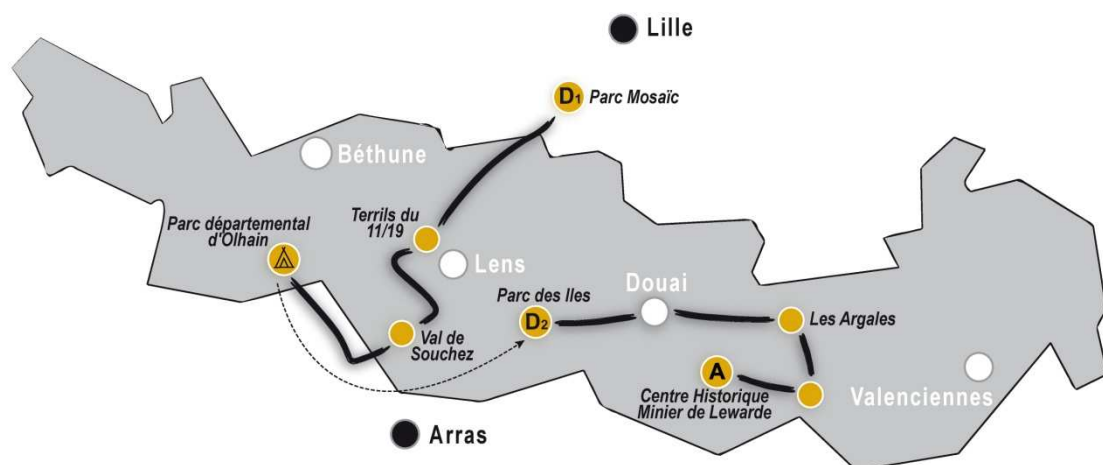 Lille
D1 Parc Mosaïc
Béthune
Terrils du
11/19
Parc départemental
d'Olhain
Lens
Douai
Parc des Iles
D2
Les Argales
Val de
Souchez
A
Centre Historique
Minier de Lewarde
Valenciennes
Arras